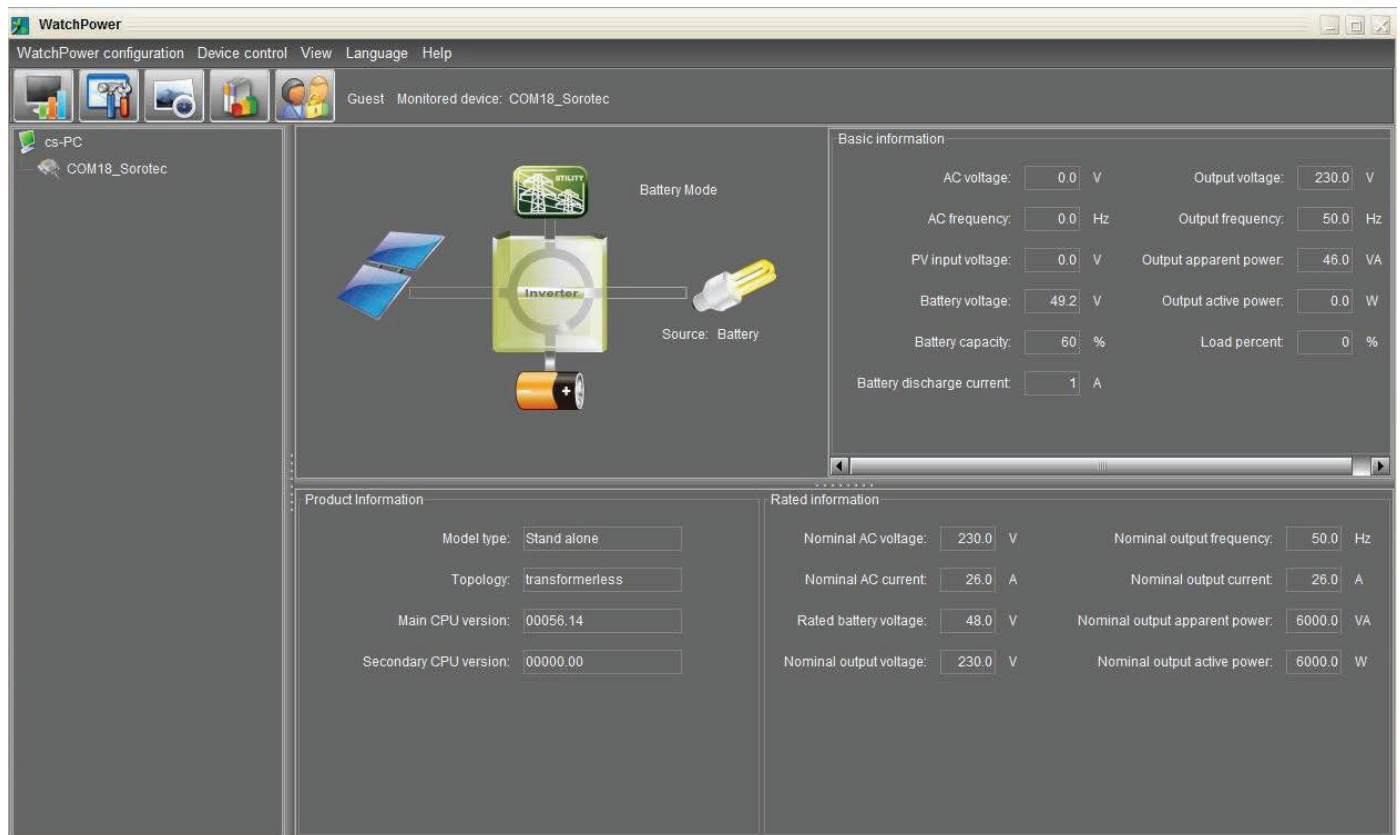 WatchPower
WatchPower configuration Device control View Language Help
Guest Monitored device: COM18_Sorotec
cs-PC
COM18_Sorotec
UTILITY
Battery Mode
Inverter
Source: Battery
Basic information
AC voltage: 0.0 V Output voltage: 230.0 V
AC frequency: 0.0 Hz Output frequency: 50.0 Hz
PV input voltage: 0.0 V Output apparent power: 46.0 VA
Battery voltage: 49.2 V Output active power: 0.0 W
Battery capacity: 60 % Load percent: 0 %
Battery discharge current: 1 A
Product Information
Model type: Stand alone
Topology: transformerless
Main CPU version: 00056.14
Secondary CPU version: 00000.00
Rated information
Nominal AC voltage: 230.0 V Nominal output frequency: 50.0 Hz
Nominal AC current: 26.0 A Nominal output current: 26.0 A
Rated battery voltage: 48.0 V Nominal output apparent power: 6000.0 VA
Nominal output voltage: 230.0 V Nominal output active power: 6000.0 W